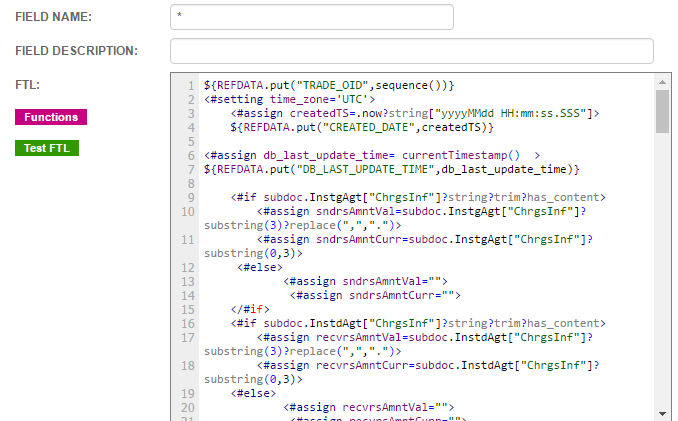 FIELD NAME: *
FIELD DESCRIPTION:
FTL:
Functions
Test FTL
1 ${REFDATA.put("TRADE_OID",sequence())}
2 <#setting time_zone='UTC'>
3 <#assign createdTS=.now?string["yyyyMMdd HH:mm:ss.SSS"]>
4 ${REFDATA.put("CREATED_DATE",createdTS)}
5
6 <#assign db_last_update_time= currentTimestamp() >
7 ${REFDATA.put("DB_LAST_UPDATE_TIME",db_last_update_time)}
8
9 <#if subdoc.InstgAgt["ChrgsInf"]?string?trim?has_content>
10 <#assign sndrsAmntVal=subdoc.InstgAgt["ChrgsInf"]?
substring(3)?replace(",",".")>
11 <#assign sndrsAmntCurr=subdoc.InstgAgt["ChrgsInf"]?
substring(0,3)>
12 <#else>
13 <#assign sndrsAmntVal="">
14 <#assign sndrsAmntCurr="">
15 </#if>
16 <#if subdoc.InstdAgt["ChrgsInf"]?string?trim?has_content>
17 <#assign recvrsAmntVal=subdoc.InstdAgt["ChrgsInf"]?
substring(3)?replace(",",".")>
18 <#assign recvrsAmntCurr=subdoc.InstdAgt["ChrgsInf"]?
substring(0,3)>
19 <#else>
20 <#assign recvrsAmntVal="">
21 <#assign recvrsAmntCurr="">